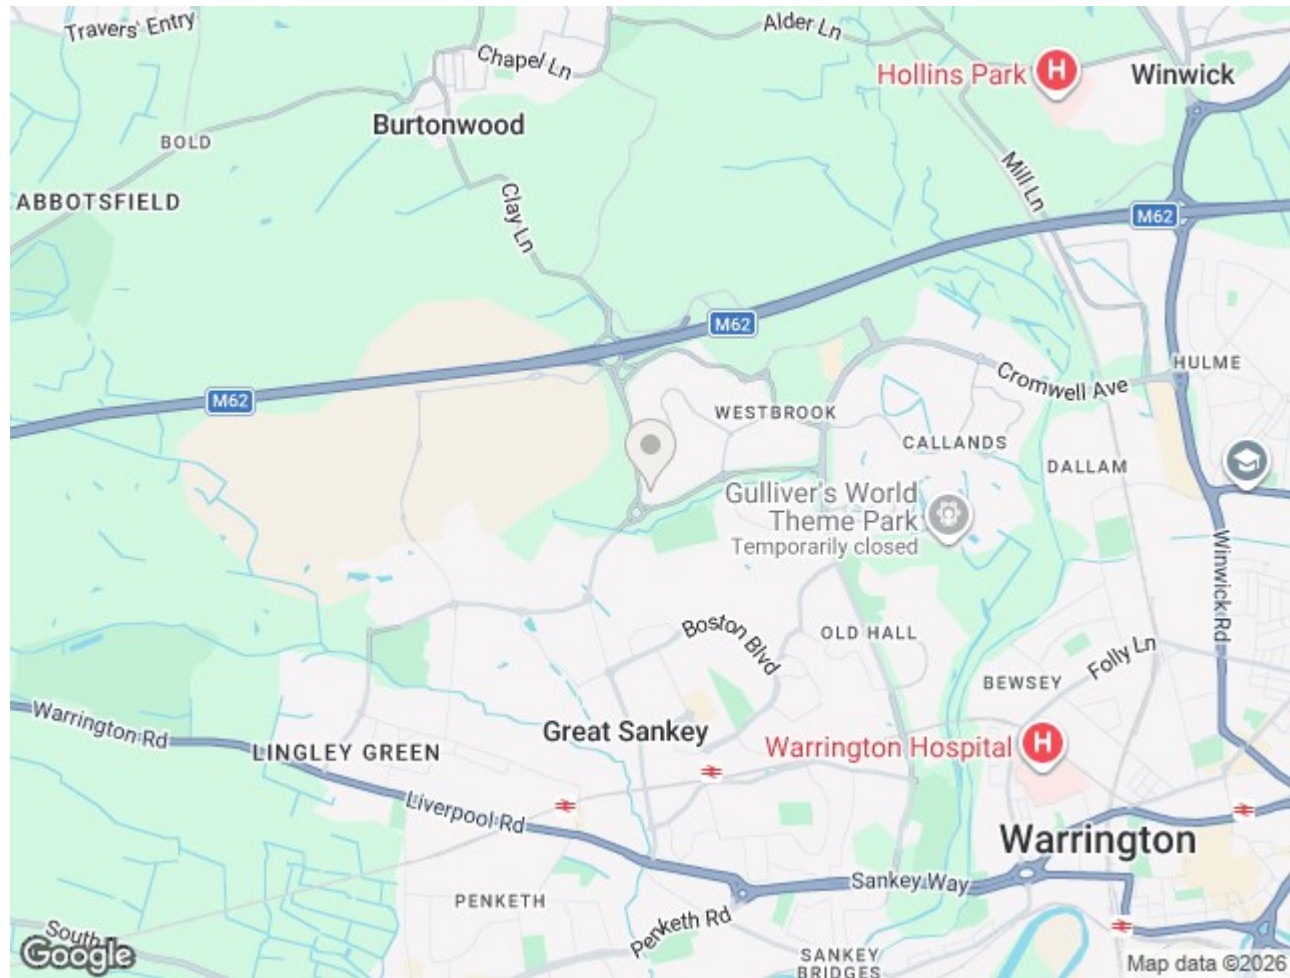 Travers' Entry
Alder Ln
Chapel Ln
Hollins Park
H
Winwick
Burtonwood
BOLD
Mill Ln
ABBOTSFIELD
Clay Ln
M62
M62
M62
HULME
Cromwell Ave
WESTBROOK
CALLANDS
DALLAM
Gulliver's World
Theme Park
Temporarily closed
Winwick Rd
Boston Blvd
OLD HALL
Folly Ln
BEWSEY
Warrington Rd
Great Sankey
LINGLEY GREEN
Warrington Hospital
H
Liverpool Rd
Warrington
Sankey Way
PENKETH
Penketh Rd
South
SANKEY
BRIDGES
Google
Map data ©2026